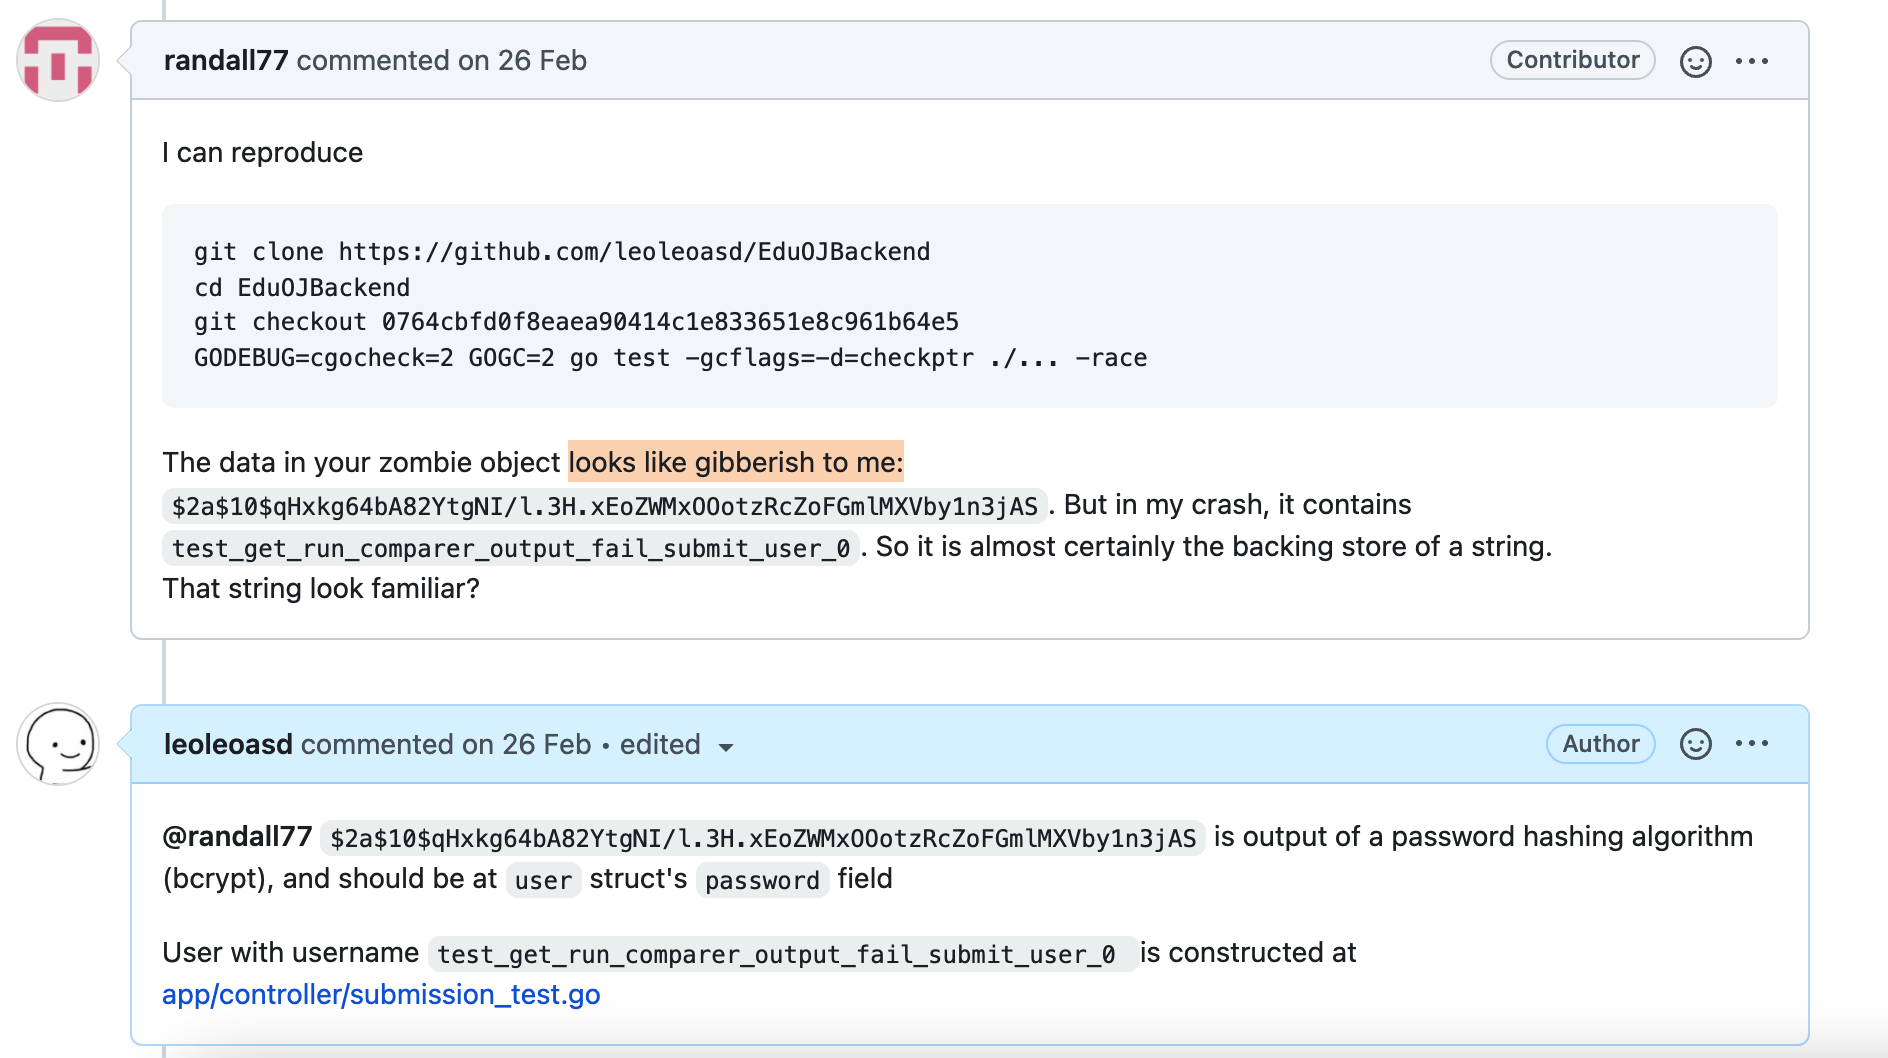 randall77 commented on 26 Feb
Contributor
I can reproduce
git clone https://github.com/leoleoasd/EduOJBackend
cd EduOJBackend
git checkout 0764cbfd0f8eaea90414c1e833651e8c961b64e5
GODEBUG=cgocheck=2 GOGC=2 go test -gcflags=-d=checkptr ./... -race
The data in your zombie object looks like gibberish to me:
$2a$10$qHxkg64bA82YtgNI/l.3H.xEoZWMxOOotzRcZoFGmlMXVby1n3jAS. But in my crash, it contains
test_get_run_comparer_output_fail_submit_user_0. So it is almost certainly the backing store of a string.
That string look familiar?
leoleoasd commented on 26 Feb • edited
Author
@randall77 $2a$10$qHxkg64bA82YtgNI/l.3H.xEoZWMxOOotzRcZoFGmlMXVby1n3jAS is output of a password hashing algorithm
(bcrypt), and should be at user struct's password field
User with username test_get_run_comparer_output_fail_submit_user_0 is constructed at
app/controller/submission_test.go